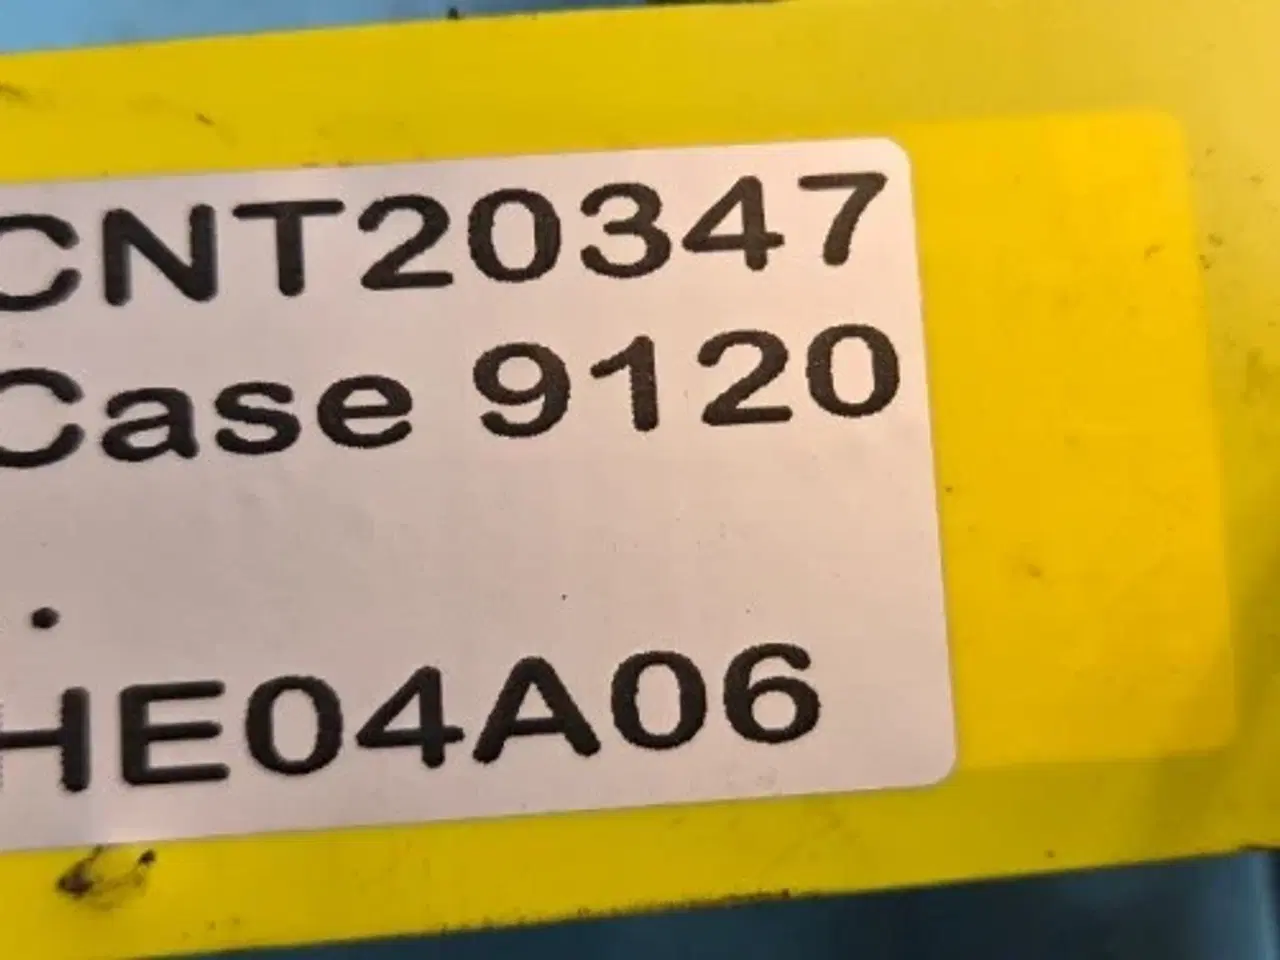 CNT20347
Case 9120
.
HE04A06